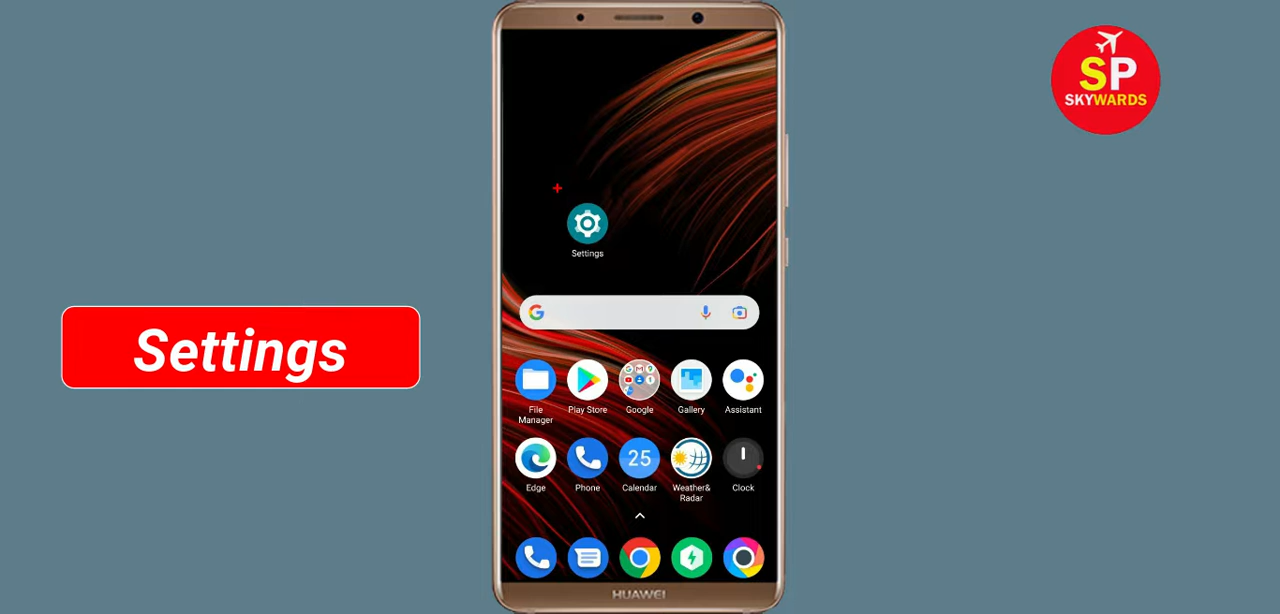 SP
SKYWARDS
Settings
Settings
File Manager
Play Store
Google
Gallery
Assistant
Edge
Phone
25
Calendar
Weather&
Radar
Clock
HUAWEI